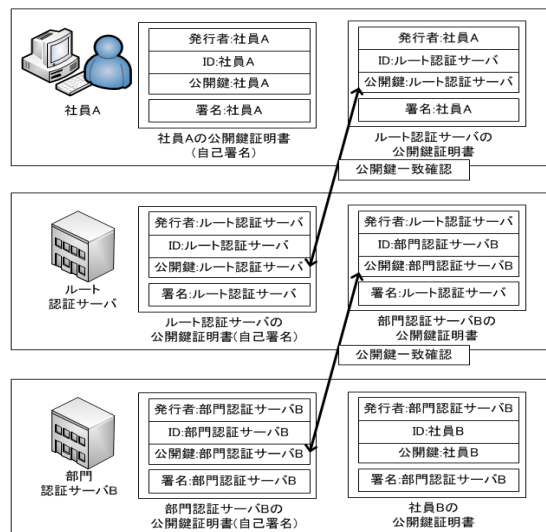 発行者:社員A
ID:社員A
公開鍵:社員A
署名:社員A
社員Aの公開鍵証明書
(自己署名)
発行者:社員A
ID:ルート認証サーバ
公開鍵:ルート認証サーバ
署名:社員A
ルート認証サーバの
公開鍵証明書
社員A
公開鍵一致確認
発行者:ルート認証サーバ
ID:ルート認証サーバ
公開鍵:ルート認証サーバ
署名:ルート認証サーバ
ルート認証サーバの
公開鍵証明書(自己署名)
発行者:ルート認証サーバ
ID:部門認証サーバB
公開鍵:部門認証サーバB
署名:ルート認証サーバ
部門認証サーバBの
公開鍵証明書
ルート
認証サーバ
公開鍵一致確認
発行者:部門認証サーバB
ID:部門認証サーバB
公開鍵:部門認証サーバB
署名:部門認証サーバB
部門認証サーバBの
公開鍵証明書(自己署名)
発行者:部門認証サーバB
ID:社員B
公開鍵:社員B
署名:部門認証サーバB
社員Bの
公開鍵証明書
部門
認証サーバB